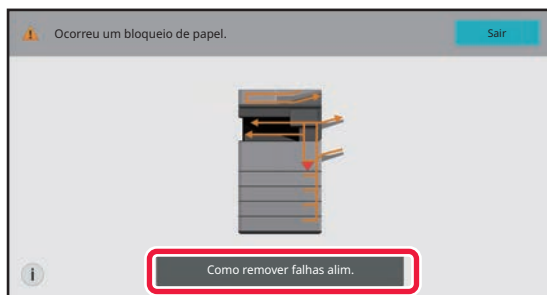 Ocorreu um bloqueio de papel.
Sair
Como remover falhas alim.
i